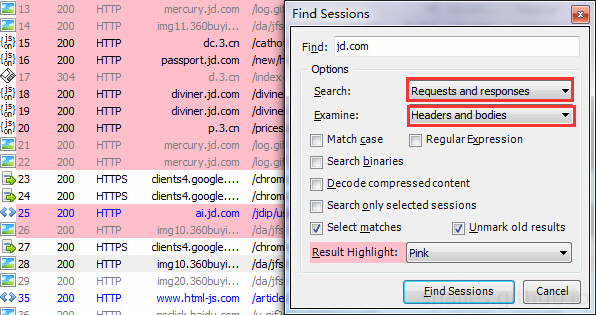 13 200 HTTP mercury.jd.com /log.gi
14 200 HTTP img11.360buyi... /da/jfs
15 200 HTTP dc.3.cn /catho
16 200 HTTP passport.jd.com /new/h
17 304 HTTP d.3.cn /index-
18 200 HTTP diviner.jd.com /divine
19 200 HTTP diviner.jd.com /divine
20 200 HTTP p.3.cn /prices
21 200 HTTP mercury.jd.com /log.gi
22 200 HTTP mercury.jd.com /log.gi
23 200 HTTPS clients4.google.... /chrom
24 200 HTTPS clients4.google.... /chrom
25 200 HTTP ai.jd.com /jdip/us
26 200 HTTP img10.360buyi... /da/jfs
27 200 HTTPS clients4.google.... /chrom
28 200 HTTP img10.360buyi... /da/jfs
29 200 HTTP img20.360buyi... /da/jfs
35 200 HTTP www.html-js.com /article
Find Sessions
Find: jd.com
Options
Search: Requests and responses
Examine: Headers and bodies
Match case Regular Expression
Search binaries
Decode compressed content
Search only selected sessions
Select matches Unmark old results
Result Highlight: Pink
Find Sessions Cancel